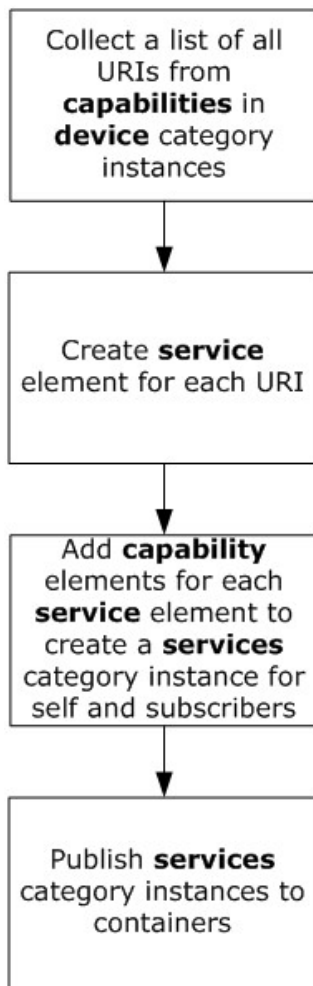 Collect a list of all
URIs from
capabilities in
device category
instances
Create service
element for each URI
Add capability
elements for each
service element to
create a services
category instance for
self and subscribers
Publish services
category instances to
containers